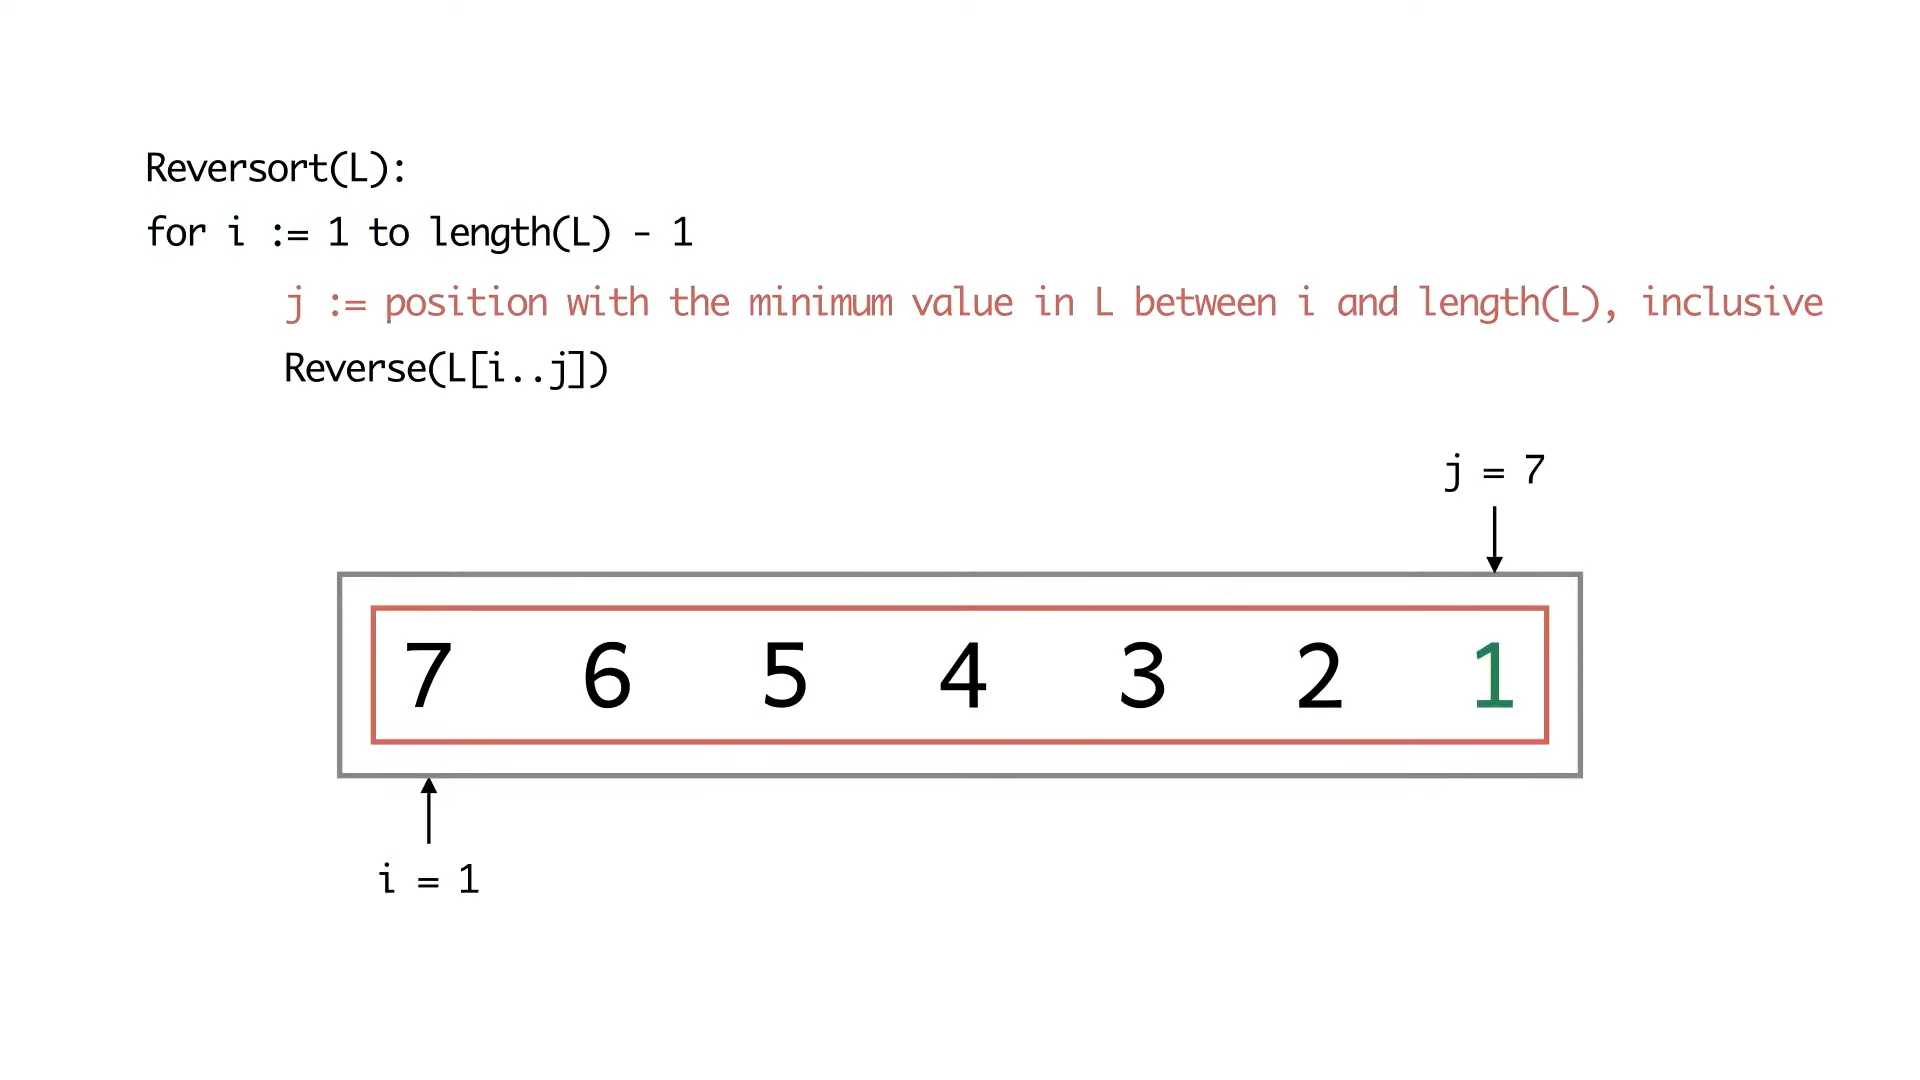 Reversort(L):
for i := 1 to length(L) - 1
j := position with the minimum value in L between i and length(L), inclusive
Reverse(L[i..j])
j = 7
7 6 5 4 3 2 1
i = 1